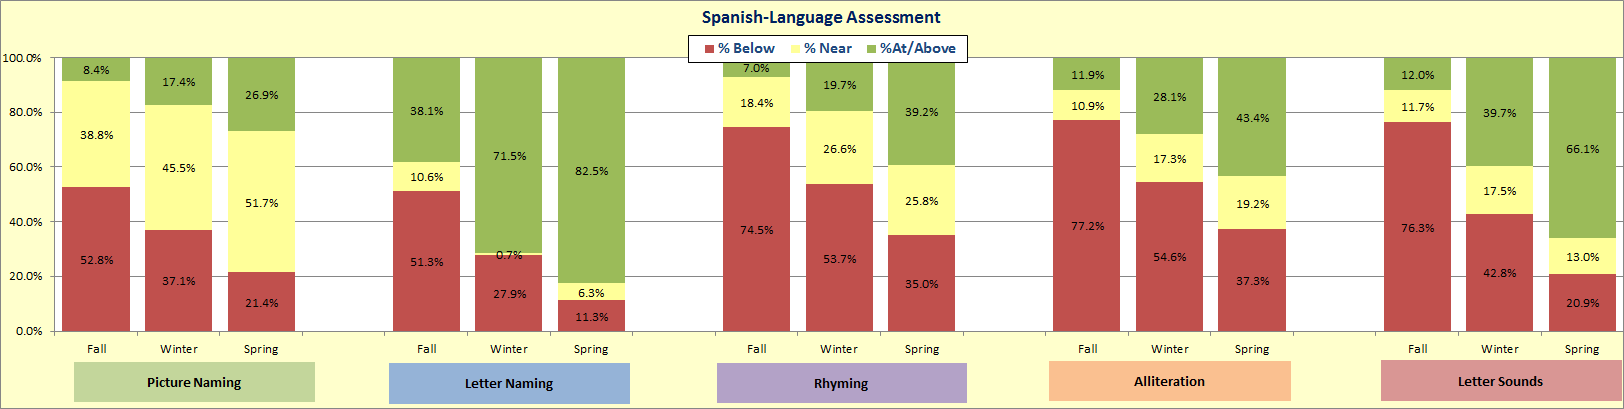 Spanish-Language Assessment
% Below % Near %At/Above
100.0%
80.0%
60.0%
40.0%
20.0%
0.0%
8.4% 17.4% 26.9%
38.8% 45.5% 51.7%
52.8% 37.1% 21.4%
Fall Winter Spring
Picture Naming
38.1% 71.5% 82.5%
10.6% 0.7% 6.3%
51.3% 27.9% 11.3%
Fall Winter Spring
Letter Naming
7.0% 19.7% 39.2%
18.4% 26.6% 25.8%
74.5% 53.7% 35.0%
Fall Winter Spring
Rhyming
11.9% 28.1% 43.4%
10.9% 17.3% 19.2%
77.2% 54.6% 37.3%
Fall Winter Spring
Alliteration
12.0% 39.7% 66.1%
11.7% 17.5% 13.0%
76.3% 42.8% 20.9%
Fall Winter Spring
Letter Sounds